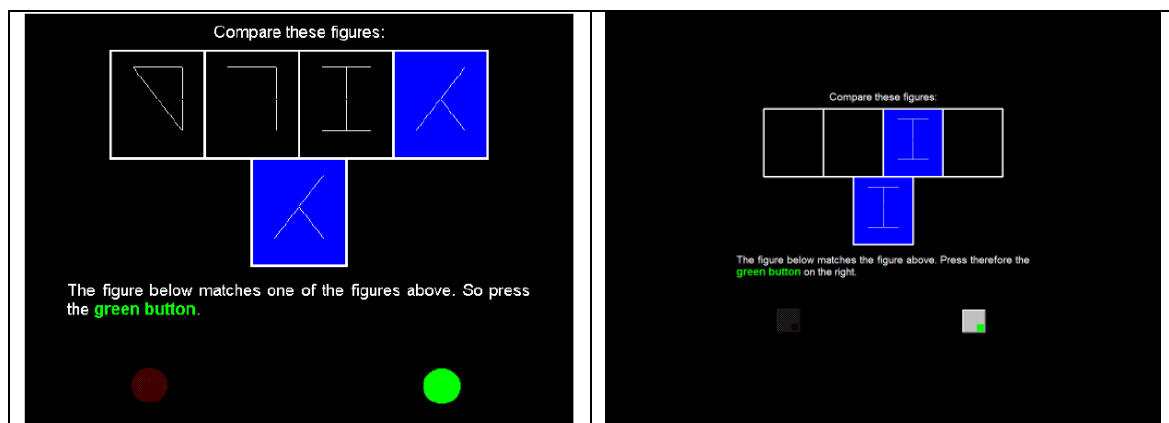 Compare these figures:
The figure below matches one of the figures above. So press
the green button.
Compare these figures:
The figure below matches the figure above. Press therefore the
green button on the right.